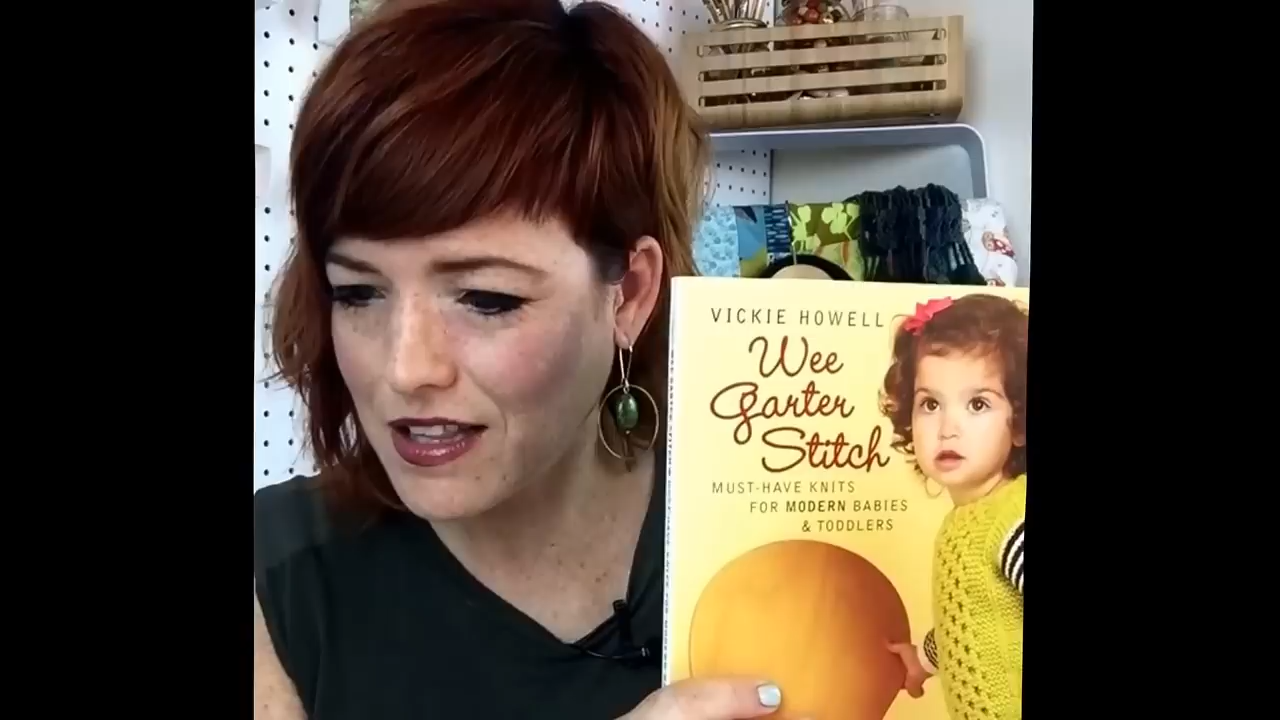 VICKIE HOWELL
Wee
Garter
Stitch
MUST-HAVE KNITS
FOR MODERN BABIES
& TODDLERS